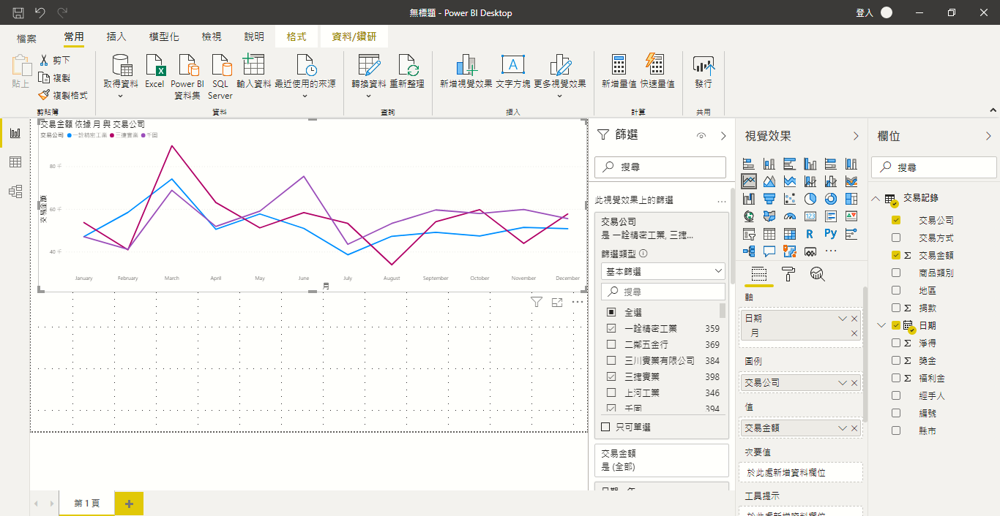 無標題 - Power BI Desktop
登入
檔案
常用
插入
模型化
檢視
說明
格式
資料/鑽研
貼上
剪下
複製
複製格式
剪貼簿
取得資料
Excel
Power BI
資料集
SQL
Server
輸入資料
最近使用的來源
資料
轉換資料
重新整理
查詢
新增視覺效果
文字方塊
更多視覺效果
插入
新增量值
快速量值
計算
發行
共用
交易金額 依據 月 與 交易公司
交易公司 一詮精密工業 三捷實業 千固
80 千
60 千
40 千
交易金額
January February March April May June July August September October November December
月
篩選
搜尋
此視覺效果上的篩選
交易公司
是 一詮精密工業, 三捷...
篩選類型
基本篩選
搜尋
全選
一詮精密工業 359
二鄰五金行 369
三川實業有限公司 384
三捷實業 398
上河工業 346
千固 394
只可單選
交易金額
是 (全部)
日期 - 年
視覺效果
123
R
Py
軸
日期
月
圖例
交易公司
值
交易金額
次要值
於此處新增資料欄位
工具提示
於此處新增資料欄位
欄位
搜尋
交易記錄
交易公司
交易方式
Σ 交易金額
商品類別
地區
Σ 捐款
日期
Σ 淨得
Σ 獎金
Σ 福利金
經手人
編號
縣市
第 1 頁